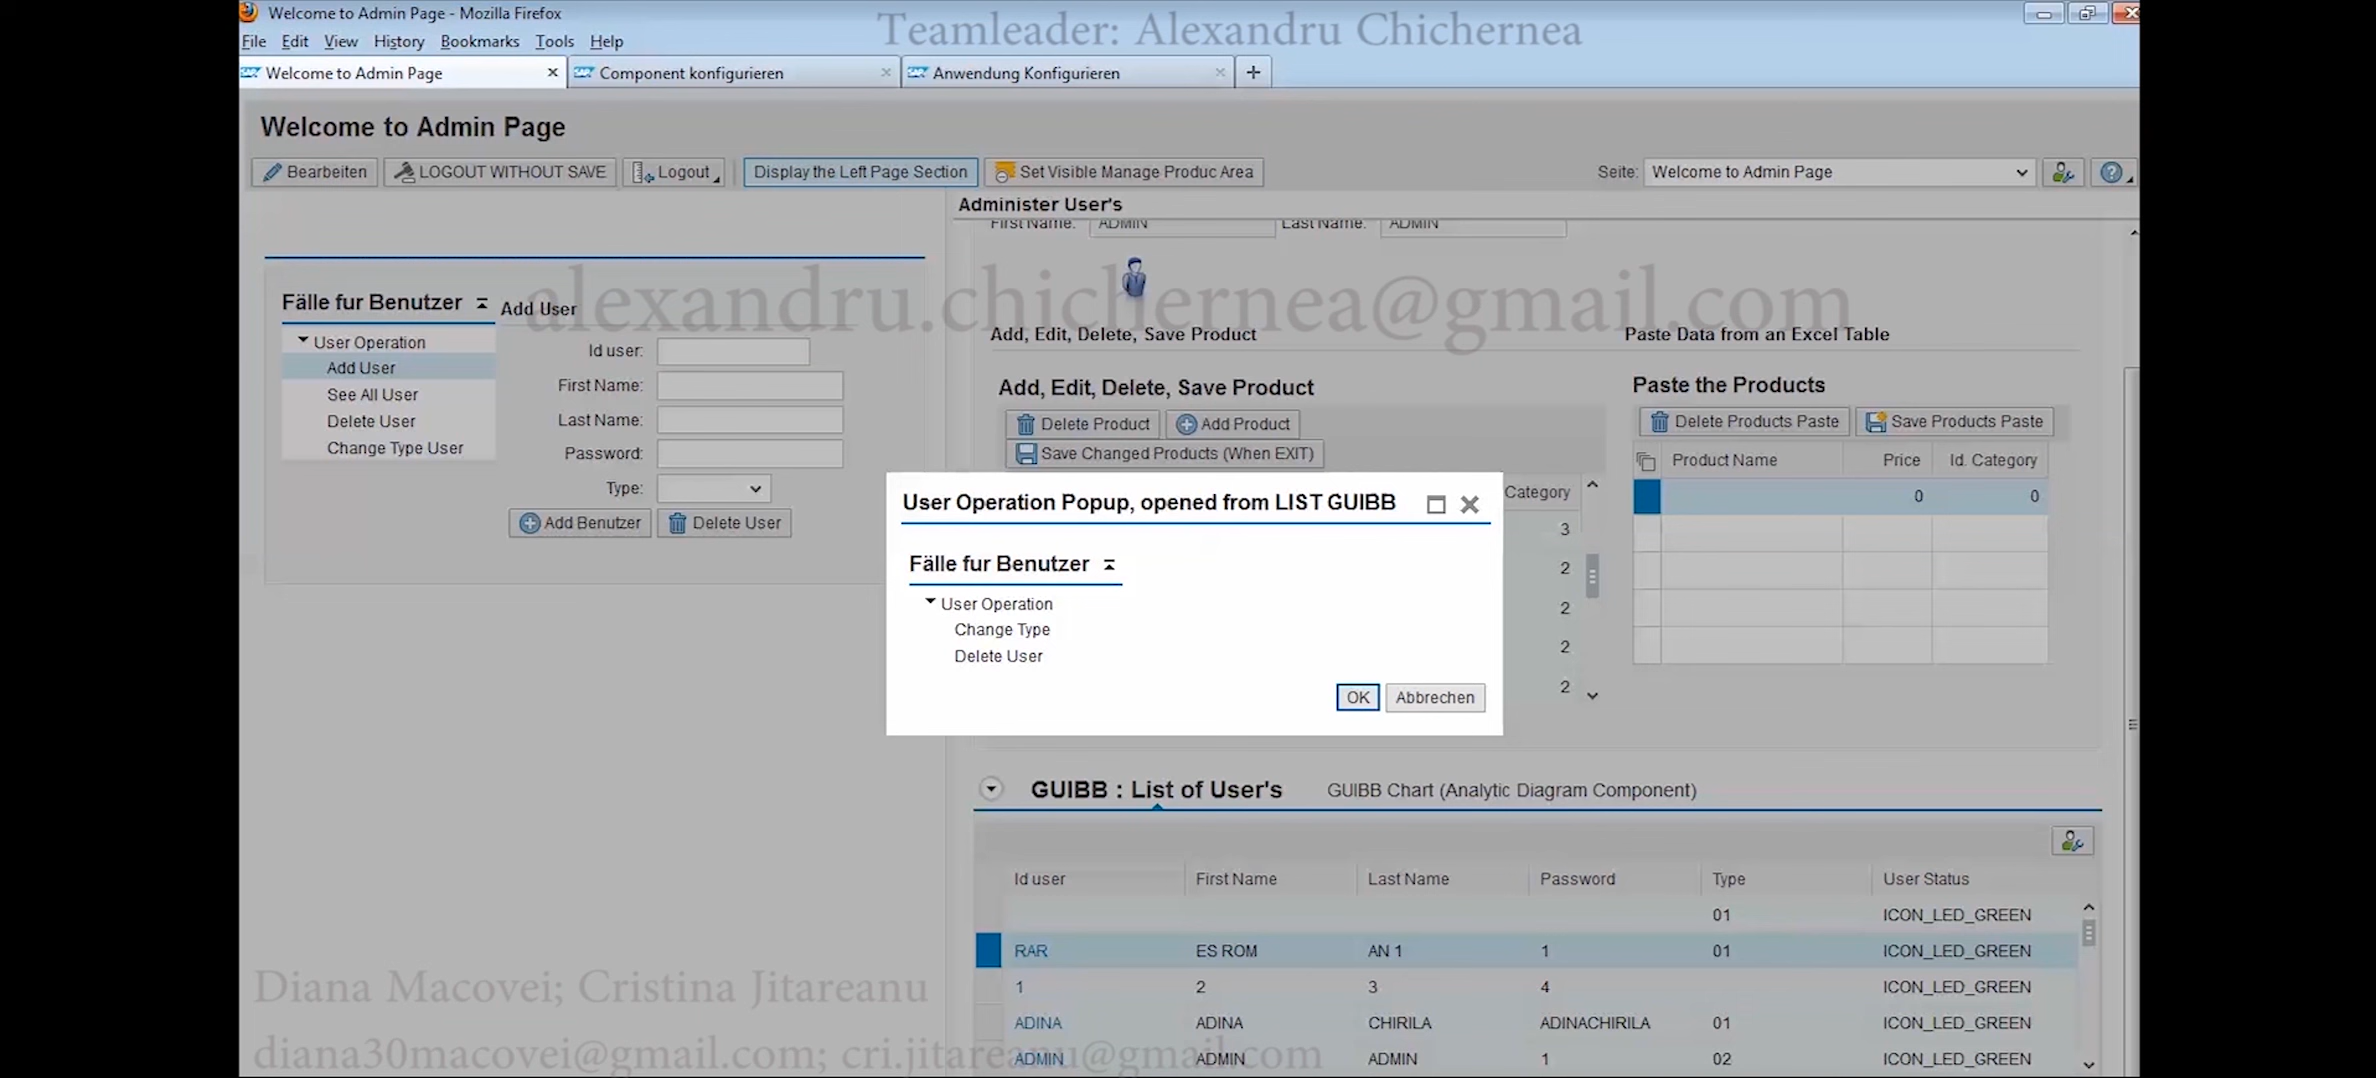 Welcome to Admin Page - Mozilla Firefox
Teamleader: Alexandru Chichernea
File Edit View History Bookmarks Tools Help
Welcome to Admin Page
Component konfigurieren
Anwendung Konfigurieren
Welcome to Admin Page
Bearbeiten
LOGOUT WITHOUT SAVE
Logout
Display the Left Page Section
Set Visible Manage Produc Area
Seite: Welcome to Admin Page
Administer User's
First Name: ADMIN Last Name: ADMIN
alexandru.chichernea@gmail.com
Fälle fur Benutzer
User Operation
Add User
See All User
Delete User
Change Type User
Add User
Id user:
First Name:
Last Name:
Password:
Type:
Add Benutzer
Delete User
Add, Edit, Delete, Save Product
Add, Edit, Delete, Save Product
Delete Product
Add Product
Save Changed Products (When EXIT)
Category
3
2
2
2
2
Paste Data from an Excel Table
Paste the Products
Delete Products Paste
Save Products Paste
Product Name Price Id. Category
0 0
User Operation Popup, opened from LIST GUIBB
Fälle fur Benutzer
User Operation
Change Type
Delete User
OK
Abbrechen
GUIBB : List of User's
GUIBB Chart (Analytic Diagram Component)
Id user First Name Last Name Password Type User Status
01 ICON_LED_GREEN
RAR ES ROM AN 1 1 01 ICON_LED_GREEN
1 2 3 4 ICON_LED_GREEN
ADINA ADINA CHIRILA ADINACHIRILA 01 ICON_LED_GREEN
ADMIN ADMIN ADMIN 1 02 ICON_LED_GREEN
Diana Macovei; Cristina Jitareanu
diana30macovei@gmail.com; cri.jitareanu@gmail.com